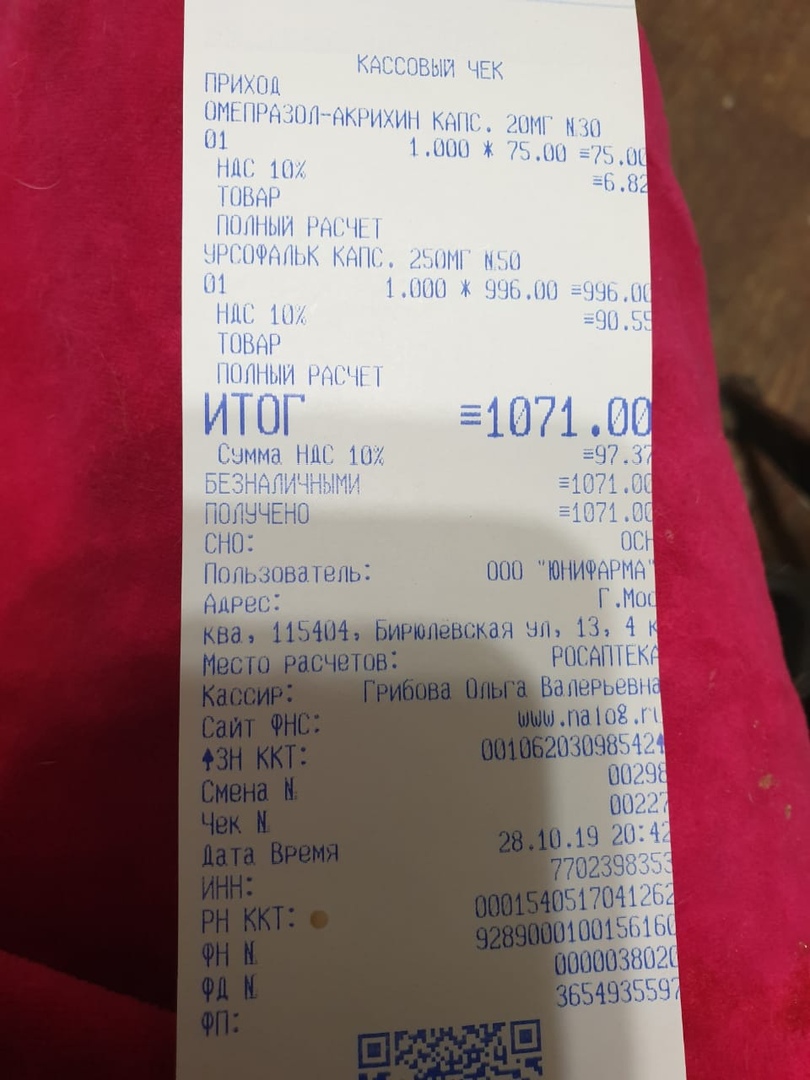 КАССОВЫЙ ЧЕК
ПРИХОД
ОМЕПРАЗОЛ-АКРИХИН КАПС. 20МГ №30
01 1.000 * 75.00 ≡75.00
НДС 10% ≡6.82
ТОВАР
ПОЛНЫЙ РАСЧЕТ
УРСОФАЛЬК КАПС. 250МГ №50
01 1.000 * 996.00 ≡996.00
НДС 10% ≡90.55
ТОВАР
ПОЛНЫЙ РАСЧЕТ
ИТОГ ≡1071.00
Сумма НДС 10% ≡97.37
БЕЗНАЛИЧНЫМИ ≡1071.00
ПОЛУЧЕНО ≡1071.00
СНО: ОСН
Пользователь: ООО "ЮНИФАРМА"
Адрес: Г.Мос
ква, 115404, Бирюлёвская ул, 13, 4 к
Место расчетов: РОСАПТЕКА
Кассир: Грибова Ольга Валерьевна
Сайт ФНС: www.nalog.ru
ЗН ККТ: 00106203098542
Смена № 00298
Чек № 00227
Дата Время 28.10.19 20:42
ИНН: 7702398353
РН ККТ: 0001540517041262
ФН № 9289000100156160
ФД № 0000038020
ФП: 3654935597